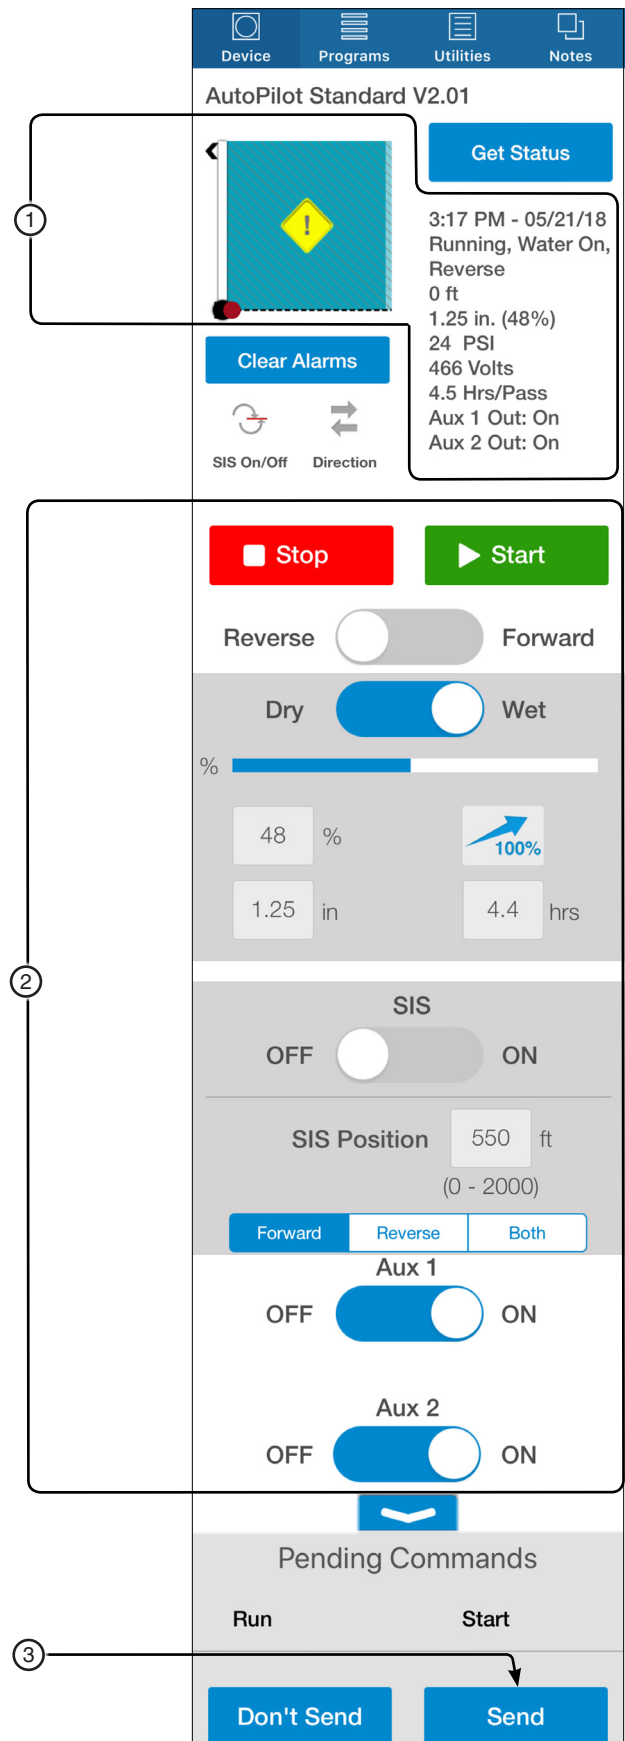 Device Programs Utilities Notes
AutoPilot Standard V2.01
Get Status
1
!
3:17 PM - 05/21/18
Running, Water On,
Reverse
0 ft
1.25 in. (48%)
24 PSI
466 Volts
4.5 Hrs/Pass
Aux 1 Out: On
Aux 2 Out: On
Clear Alarms
SIS On/Off Direction
2
Stop Start
Reverse Forward
Dry Wet
%
48 % 100%
1.25 in 4.4 hrs
SIS
OFF ON
SIS Position 550 ft
(0 - 2000)
Forward Reverse Both
Aux 1
OFF ON
Aux 2
OFF ON
Pending Commands
Run Start
3
Don't Send Send